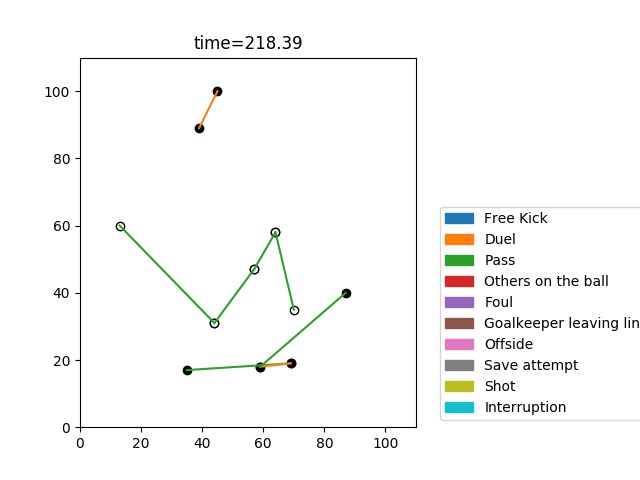 time=218.39
100
80
60
40
20
0
0 20 40 60 80 100
Free Kick
Duel
Pass
Others on the ball
Foul
Goalkeeper leaving lin
Offside
Save attempt
Shot
Interruption